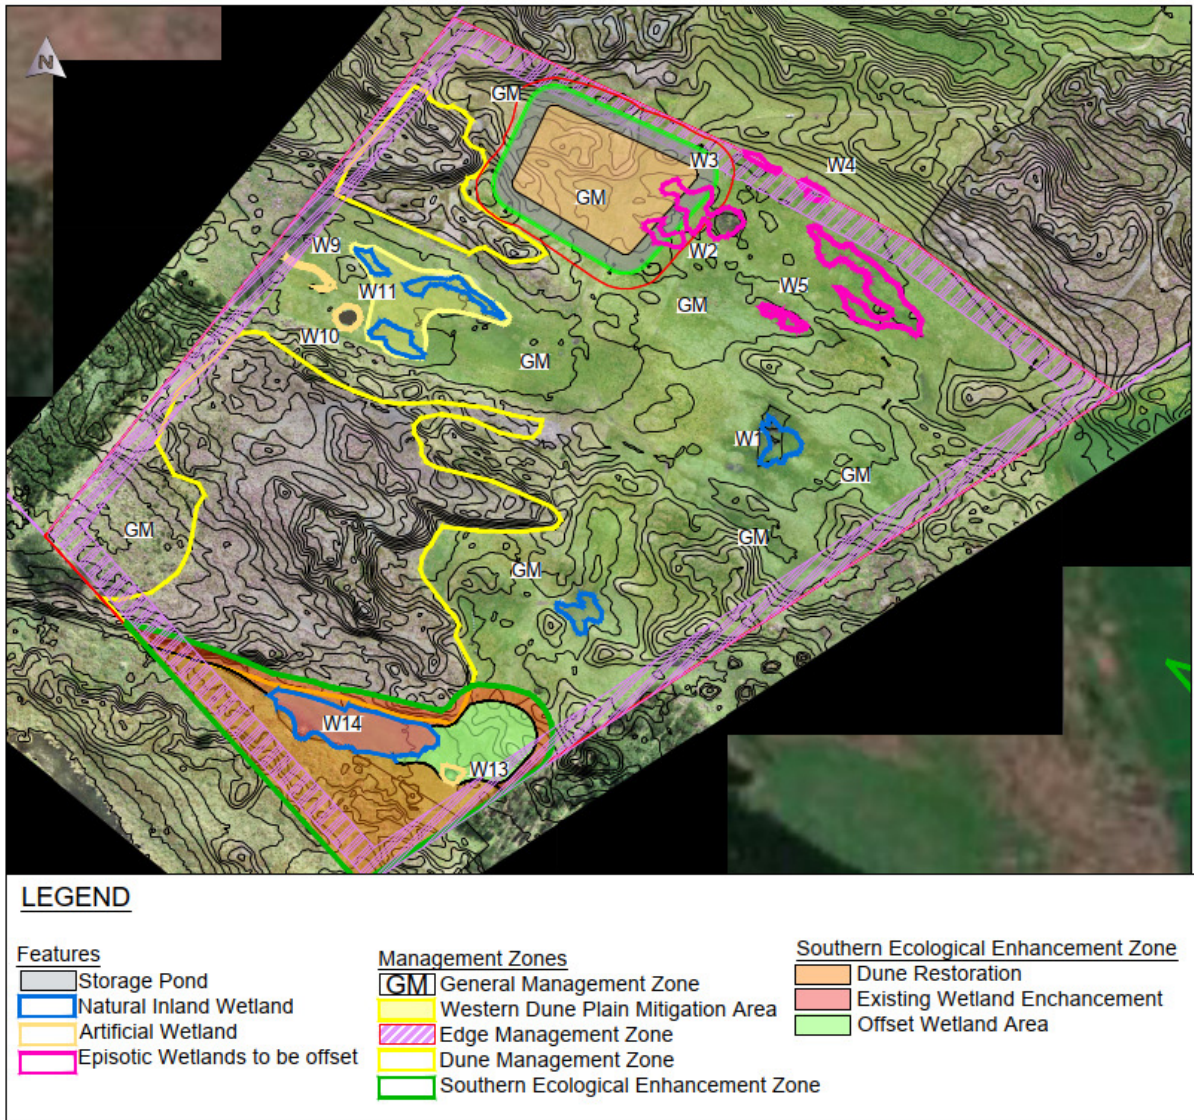 N
GM
W3
W4
GM
W9
W2
W11
W5
GM
W10
GM
W1
GM
GM
GM
GM
W14
W13
LEGEND
Features
Storage Pond
Natural Inland Wetland
Artificial Wetland
Episotic Wetlands to be offset
Management Zones
GM General Management Zone
Western Dune Plain Mitigation Area
Edge Management Zone
Dune Management Zone
Southern Ecological Enhancement Zone
Southern Ecological Enhancement Zone
Dune Restoration
Existing Wetland Enchancement
Offset Wetland Area